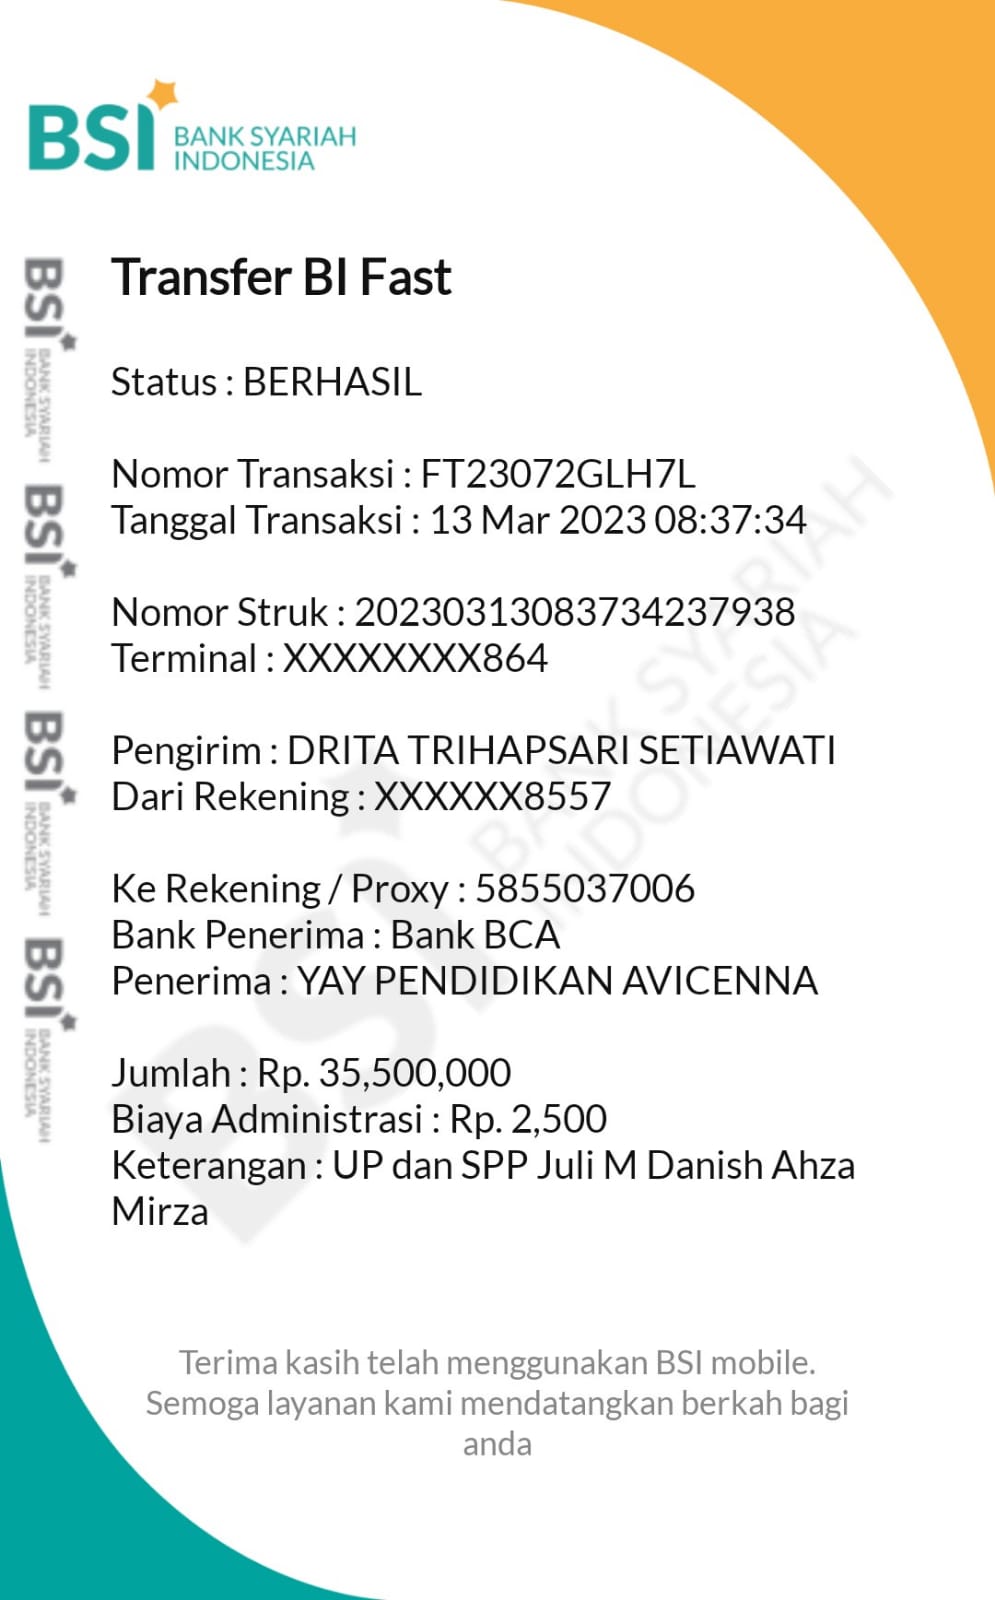 BSI BANK SYARIAH
INDONESIA
Transfer BI Fast
Status : BERHASIL
Nomor Transaksi : FT23072GLH7L
Tanggal Transaksi : 13 Mar 2023 08:37:34
Nomor Struk : 20230313083734237938
Terminal : XXXXXXXX864
Pengirim : DRITA TRIHAPSARI SETIAWATI
Dari Rekening : XXXXXX8557
Ke Rekening / Proxy : 5855037006
Bank Penerima : Bank BCA
Penerima : YAY PENDIDIKAN AVICENNA
Jumlah : Rp. 35,500,000
Biaya Administrasi : Rp. 2,500
Keterangan : UP dan SPP Juli M Danish Ahza
Mirza
Terima kasih telah menggunakan BSI mobile.
Semoga layanan kami mendatangkan berkah bagi
anda
BSI BANK SYARIAH
INDONESIA
BSI BANK SYARIAH
INDONESIA
BSI BANK SYARIAH
INDONESIA
BSI BANK SYARIAH
INDONESIA
BSI BANK SYARIAH
INDONESIA